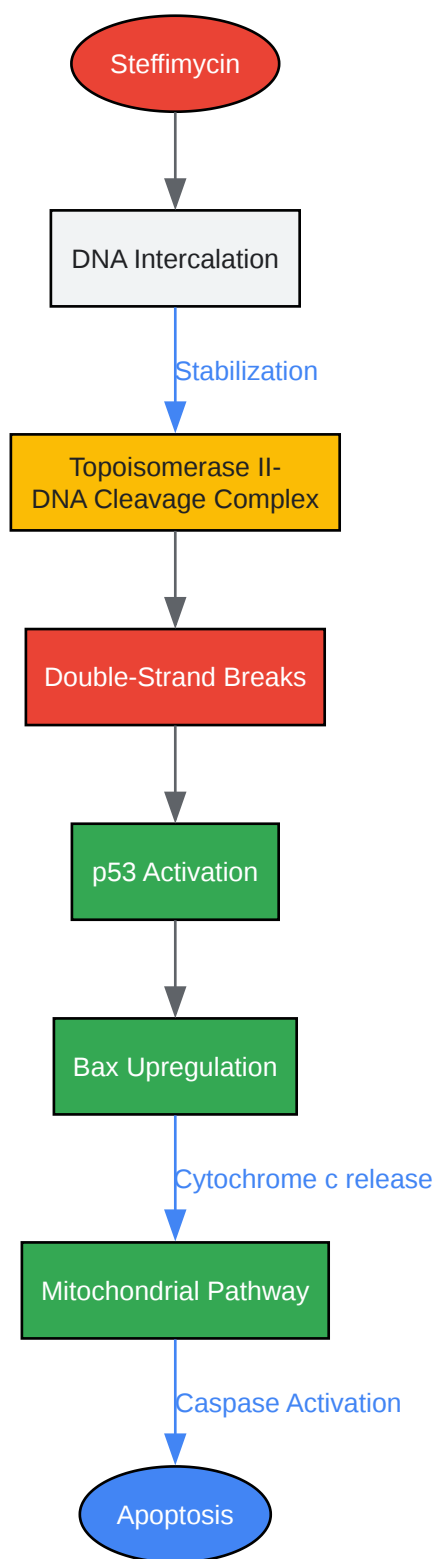 Steffimycin
DNA Intercalation
Stabilization
Topoisomerase II-
DNA Cleavage Complex
Double-Strand Breaks
p53 Activation
Bax Upregulation
Cytochrome c release
Mitochondrial Pathway
Caspase Activation
Apoptosis